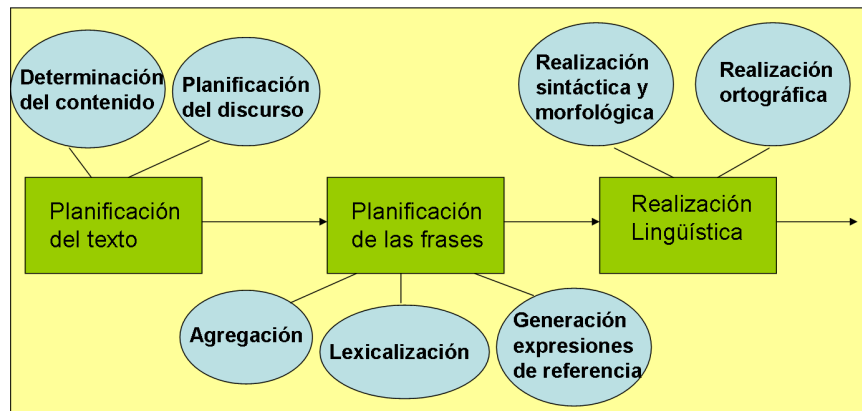 Determinación
del contenido
Planificación
del discurso
Realización
sintáctica y
morfológica
Realización
ortográfica
Planificación
del texto
Planificación
de las frases
Realización
Lingüística
Agregación
Lexicalización
Generación
expresiones
de referencia